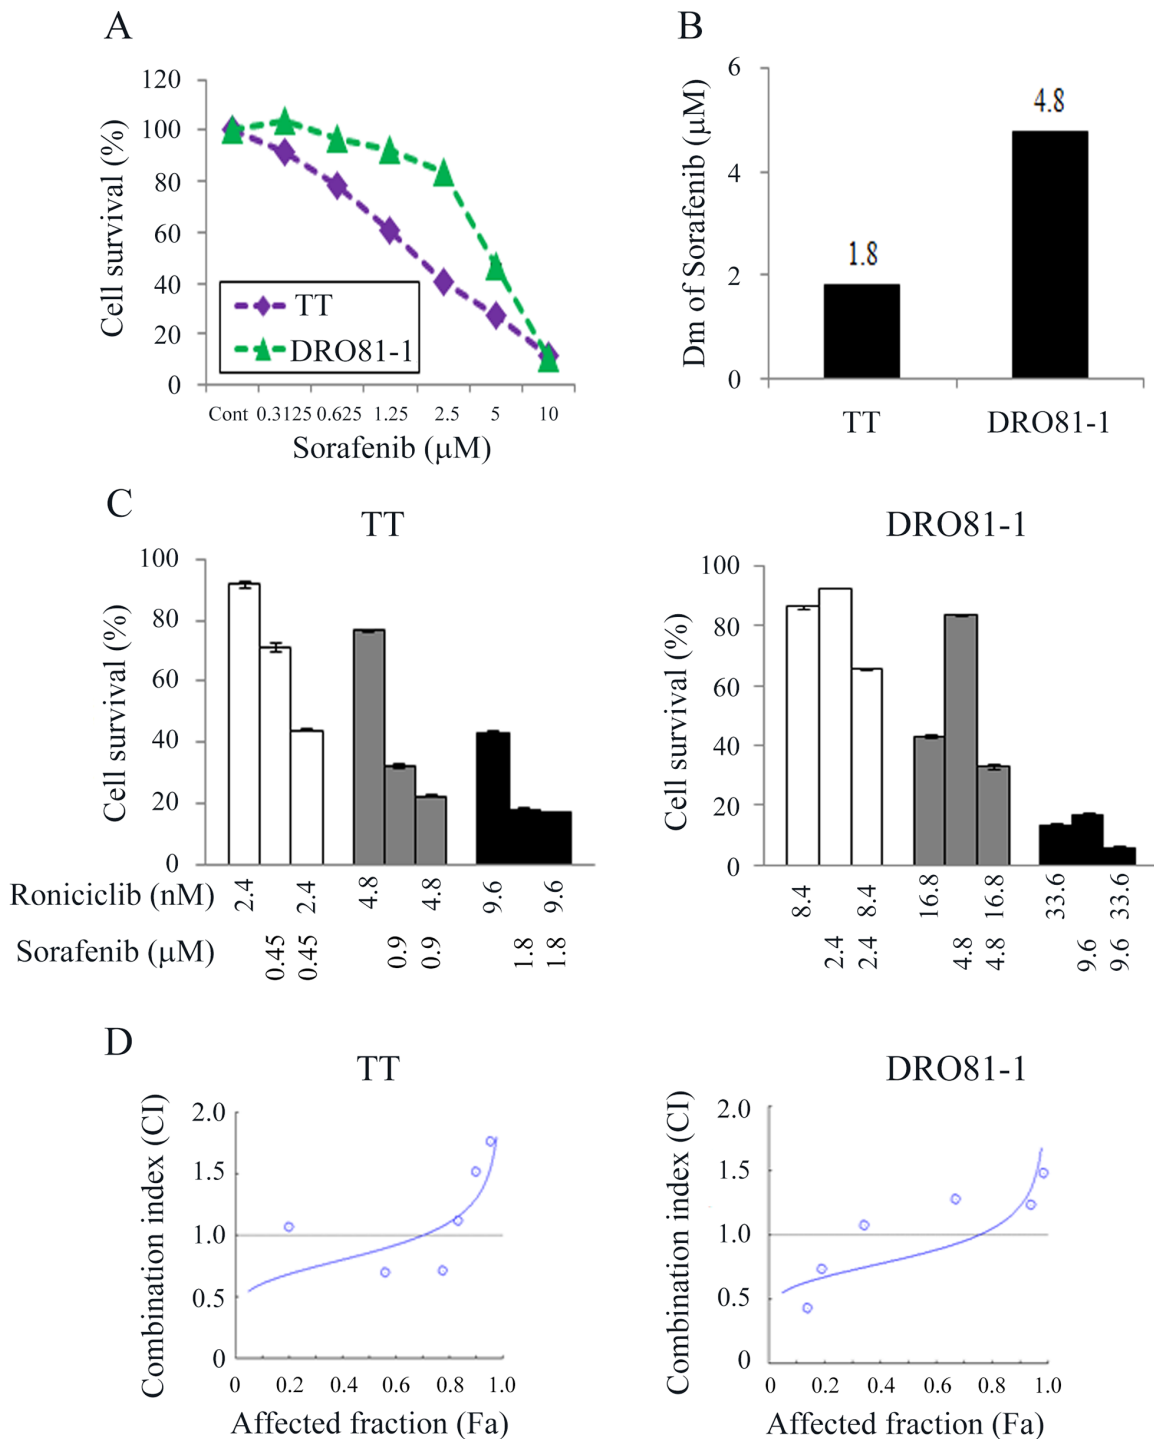 A
120
100
80
60
40
20
0
Cell survival (%)
TT
DRO81-1
Cont 0.3125 0.625 1.25 2.5 5 10
Sorafenib (μM)
B
6
4
2
0
Dm of Sorafenib (μM)
1.8
4.8
TT DRO81-1
C
TT
100
80
60
40
20
0
Cell survival (%)
DRO81-1
100
80
60
40
20
0
Cell survival (%)
Roniciclib (nM) 2.4 2.4 4.8 4.8 9.6 9.6 8.4 8.4 16.8 16.8 33.6 33.6
Sorafenib (μM) 0.45 0.45 0.9 0.9 1.8 1.8 2.4 2.4 4.8 4.8 9.6 9.6
D
TT
2.0
1.5
1.0
0.5
0
Combination index (CI)
0 0.2 0.4 0.6 0.8 1.0
Affected fraction (Fa)
DRO81-1
2.0
1.5
1.0
0.5
0
Combination index (CI)
0 0.2 0.4 0.6 0.8 1.0
Affected fraction (Fa)